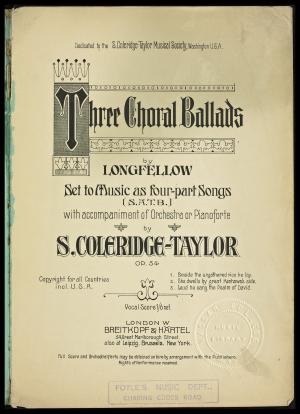 Dedicated to the S. Coleridge-Taylor Musical Society, Washington U.S.A.
Three Choral Ballads
by
LONGFELLOW
Set to Music as four-part Songs
(S.A.T.B.)
with accompaniment of Orchestra or Pianoforte
by
S. COLERIDGE-TAYLOR
OP. 54
Copyright for all Countries
incl. U.S.A.
1. Beside the ungathered rice he lay.
2. She dwells by great Kenhawa's side.
3. Loud he sang the Psalm of David.
Vocal Score 1/6 net
LONDON W
BREITKOPF & HÄRTEL
54 Great Marlborough Street
also at Leipzig, Brussels, New York.
Full Score and Orchestral parts may be obtained on hire by arrangement with the Publishers.
Rights of Performance reserved.
FOYLE'S MUSIC DEPT.,
CHARING CROSS ROAD